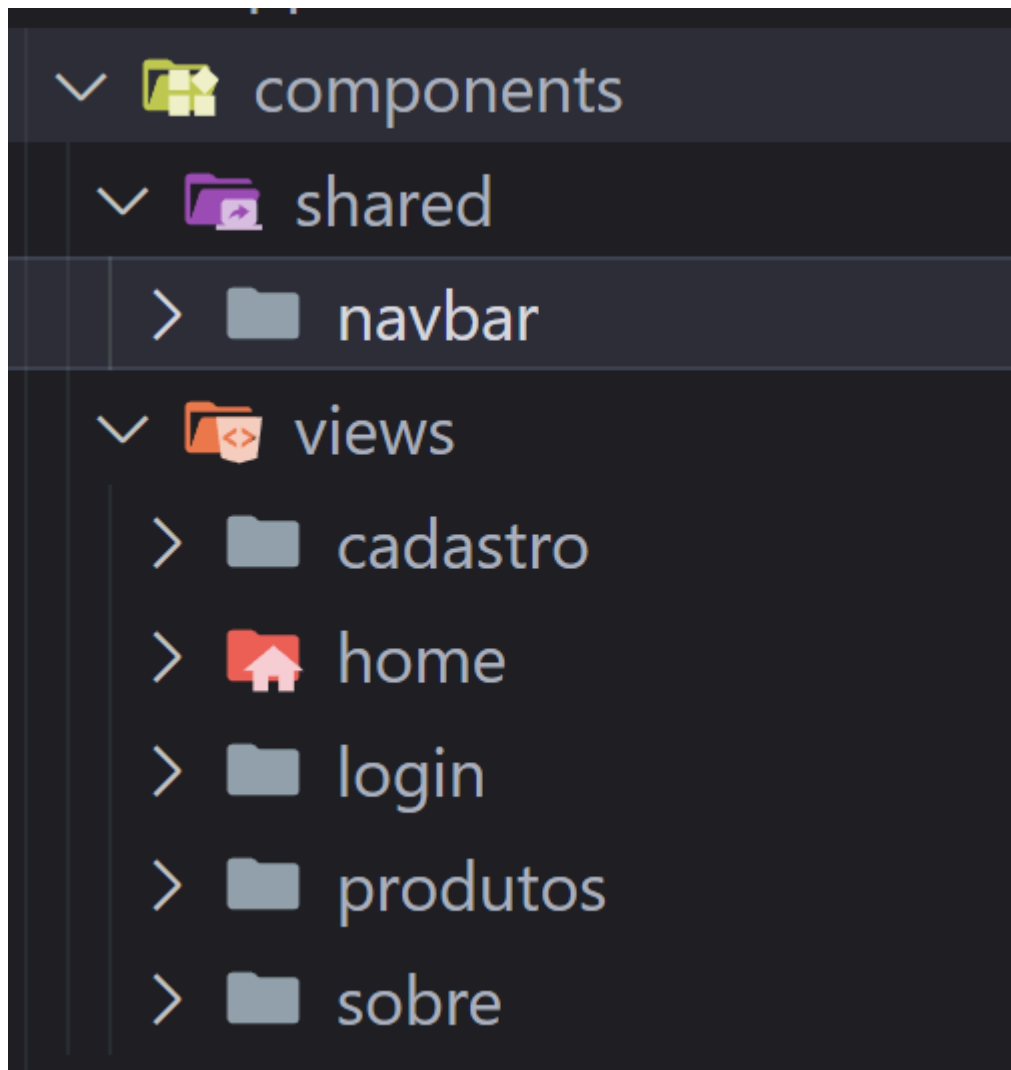 components
shared
navbar
views
cadastro
home
login
produtos
sobre